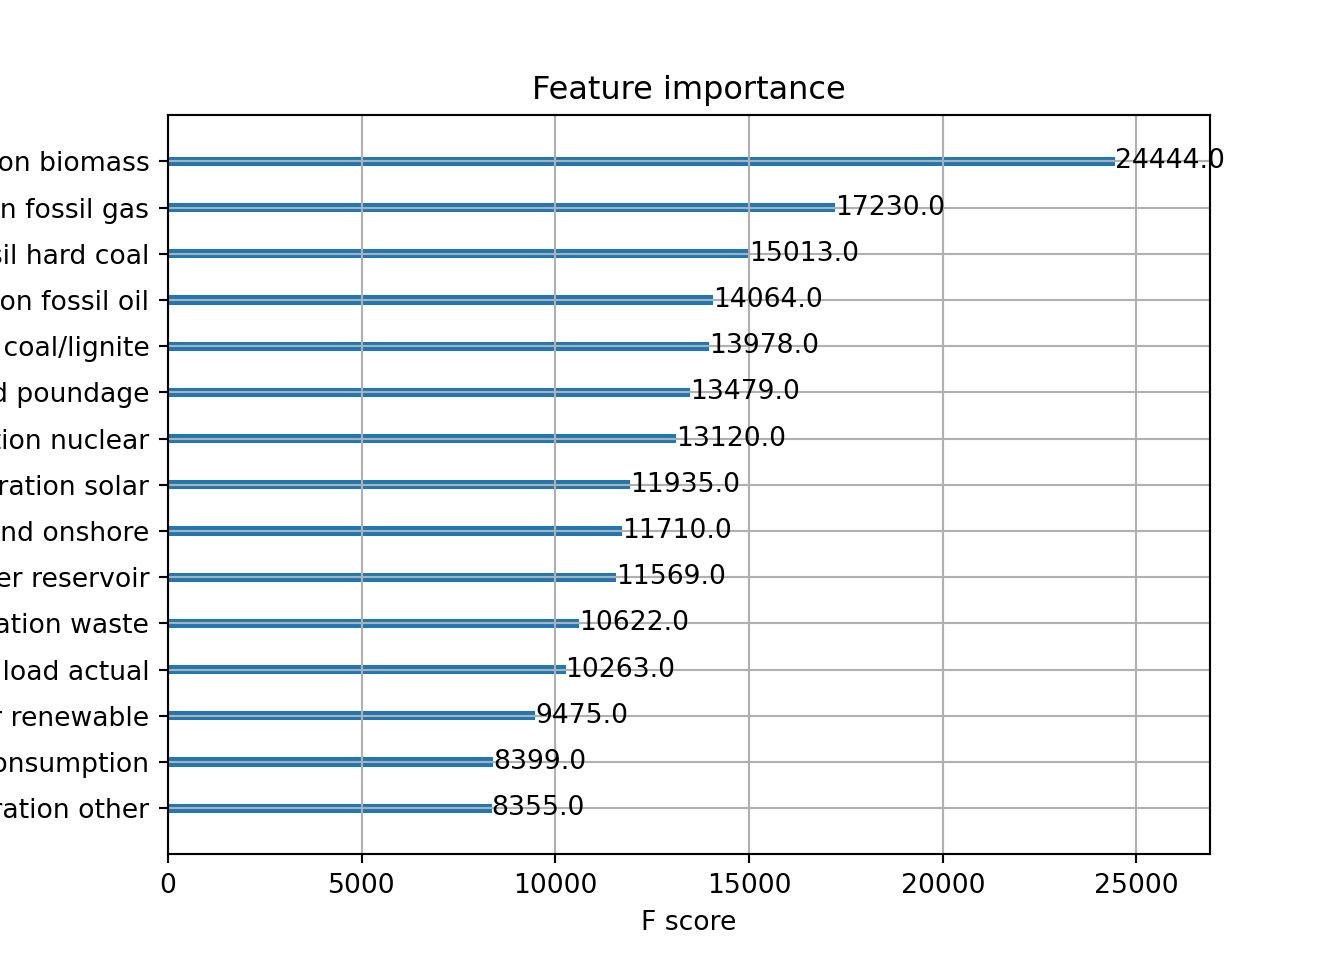 Feature importance
on biomass 24444.0
n fossil gas 17230.0
sil hard coal 15013.0
on fossil oil 14064.0
coal/lignite 13978.0
d poundage 13479.0
tion nuclear 13120.0
ration solar 11935.0
nd onshore 11710.0
er reservoir 11569.0
ation waste 10622.0
load actual 10263.0
r renewable 9475.0
onsumption 8399.0
ration other 8355.0
0 5000 10000 15000 20000 25000
F score